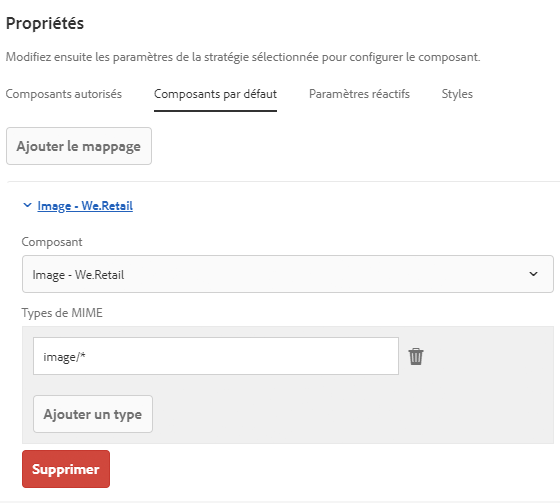 Propriétés
Modifiez ensuite les paramètres de la stratégie sélectionnée pour configurer le composant.
Composants autorisés Composants par défaut Paramètres réactifs Styles
Ajouter le mappage
Image - We.Retail
Composant
Image - We.Retail
Types de MIME
image/*
Ajouter un type
Supprimer